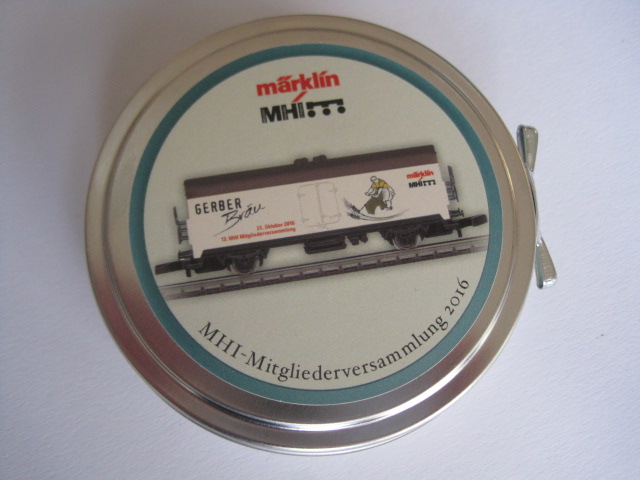 märklin
MHI
GERBER
Bräu
21. Oktober 2016
12. MHI Mitgliederversammlung
märklin
MHI
MHI-Mitgliederversammlung 2016